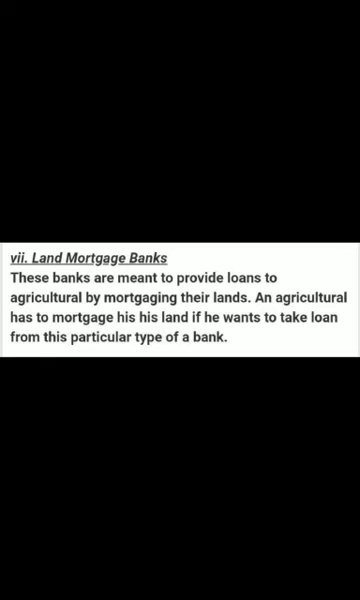 vii. Land Mortgage Banks
These banks are meant to provide loans to
agricultural by mortgaging their lands. An agricultural
has to mortgage his his land if he wants to take loan
from this particular type of a bank.